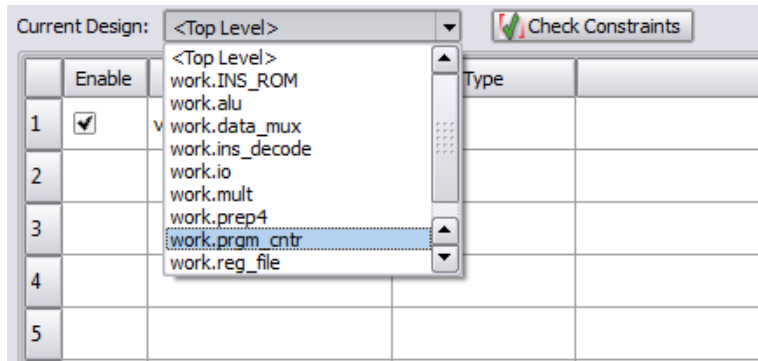 Current Design: <Top Level> Check Constraints
Enable Type
<Top Level>
work.INS_ROM
work.alu
1 v work.data_mux
work.ins_decode
2 work.io
work.mult
work.prep4
3 work.prgm_cntr
work.reg_file
4
5